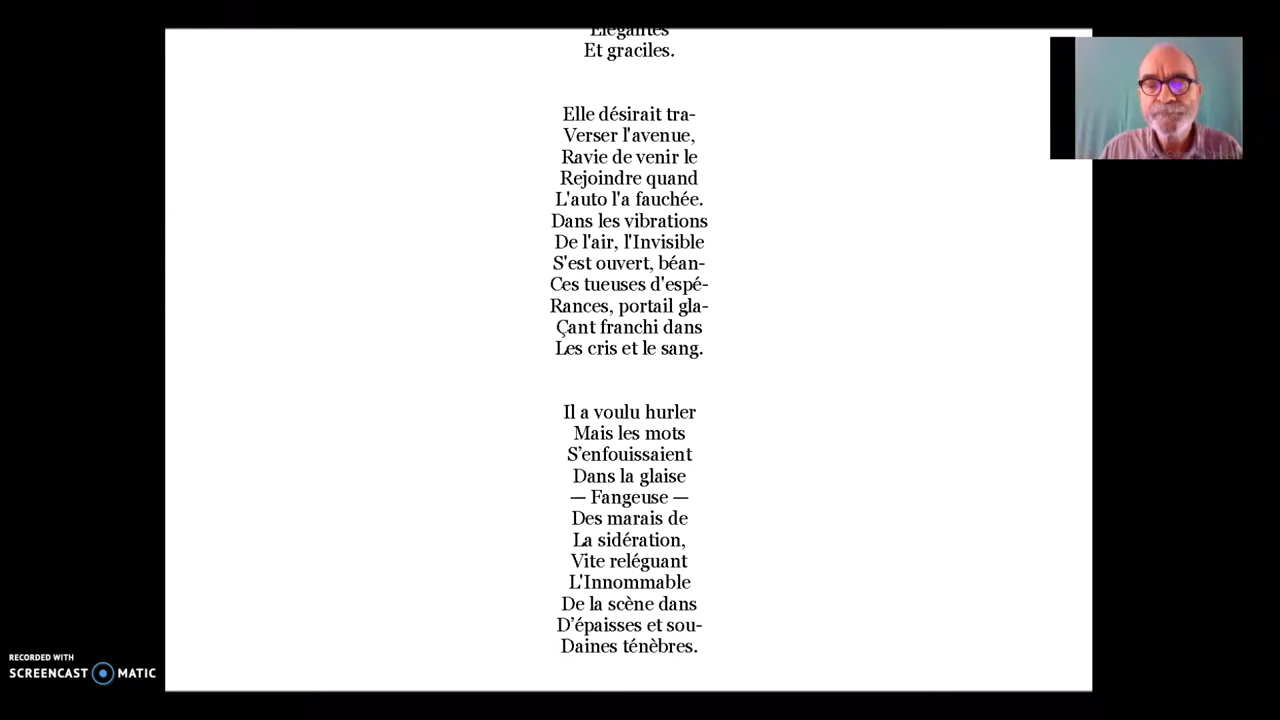 Élégantes
Et graciles.
Elle désirait tra-
Verser l'avenue,
Ravie de venir le
Rejoindre quand
L'auto l'a fauchée.
Dans les vibrations
De l'air, l'Invisible
S'est ouvert, béan-
Ces tueuses d'espé-
Rances, portail gla-
Çant franchi dans
Les cris et le sang.
Il a voulu hurler
Mais les mots
S’enfouissaient
Dans la glaise
— Fangeuse —
Des marais de
La sidération,
Vite reléguant
L'Innommable
De la scène dans
D’épaisses et sou-
Daines ténèbres.
RECORDED WITH
SCREENCAST MATIC